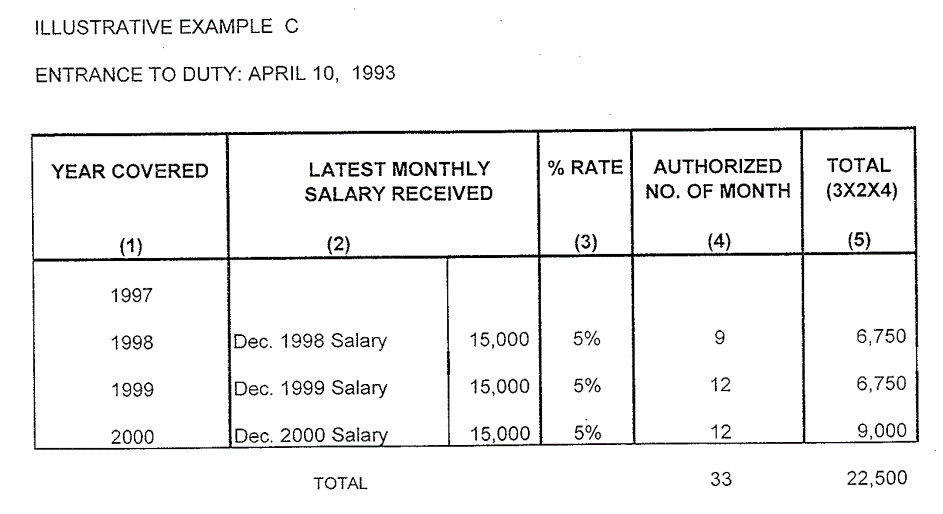 ILLUSTRATIVE EXAMPLE C
ENTRANCE TO DUTY: APRIL 10, 1993
YEAR COVERED LATEST MONTHLY % RATE AUTHORIZED TOTAL
SALARY RECEIVED NO. OF MONTH (3X2X4)
(1) (2) (3) (4) (5)
1997
1998 Dec. 1998 Salary 15,000 5% 9 6,750
1999 Dec. 1999 Salary 15,000 5% 12 6,750
2000 Dec. 2000 Salary 15,000 5% 12 9,000
TOTAL 33 22,500